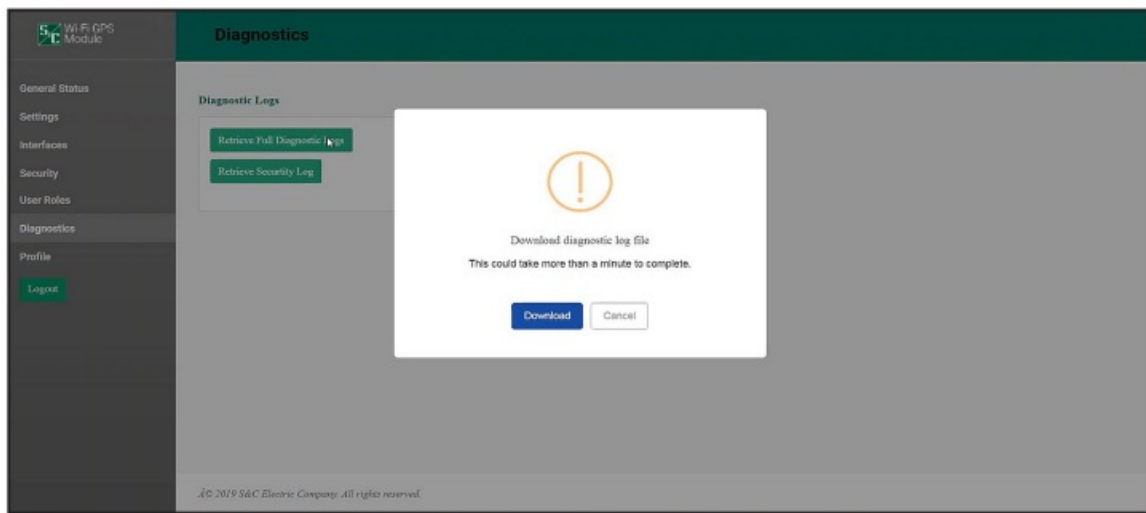 S&C Wi-Fi GPS
Module
Diagnostics
General Status
Settings
Interfaces
Security
User Roles
Diagnostics
Profile
Logout
Diagnostic Logs
Retrieve Full Diagnostic Logs
Retrieve Securtity Log
Download diagnostic log file
This could take more than a minute to complete.
Download
Cancel
© 2019 S&C Electric Company. All rights reserved.